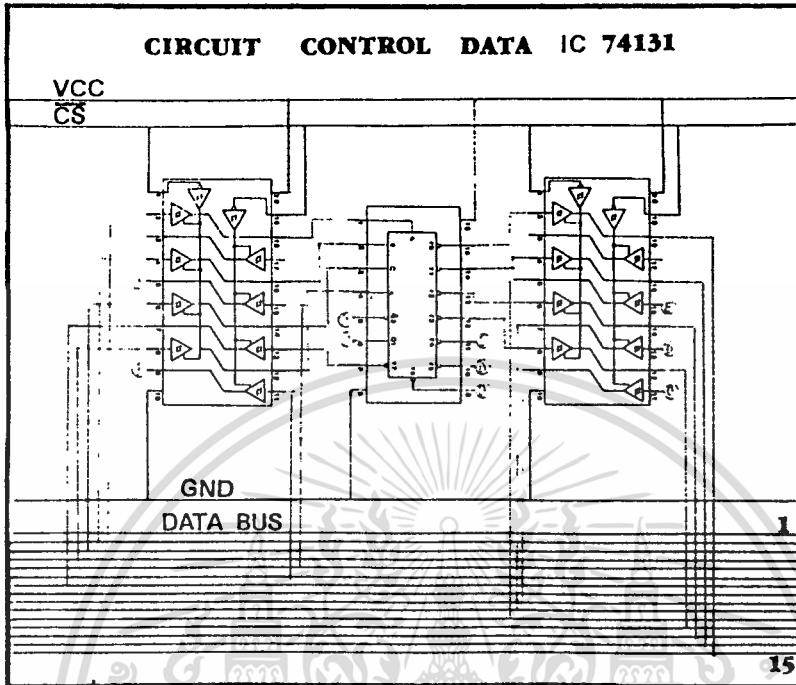 CIRCUIT CONTROL DATA IC 74131
VCC
CS
GND
DATA BUS
1
15